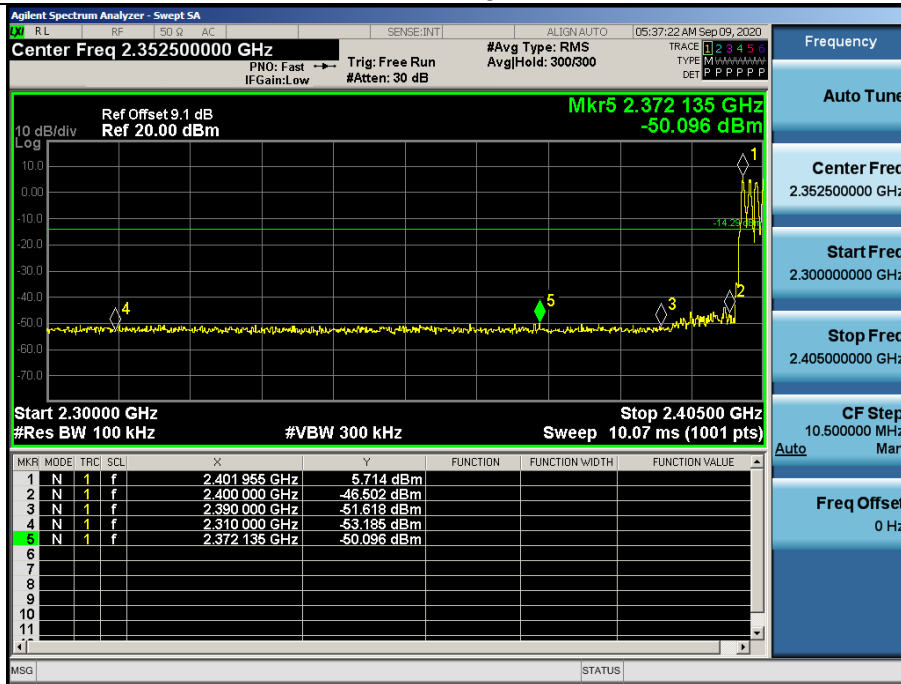 Agilent Spectrum Analyzer - Swept SA
LXI RL RF 50 Ω AC SENSE:INT ALIGN AUTO 05:37:22 AM Sep 09, 2020
Center Freq 2.352500000 GHz #Avg Type: RMS TRACE 1 2 3 4 5 6
PNO: Fast Trig: Free Run Avg|Hold: 300/300 TYPE M W W W W W
IFGain:Low #Atten: 30 dB DET P P P P P P
Mkr5 2.372 135 GHz
-50.096 dBm
Ref Offset 9.1 dB
10 dB/div Ref 20.00 dBm
Log
10.0
0.00
-10.0
-14.29 dBm
-20.0
-30.0
-40.0
-50.0
-60.0
-70.0
1
2
3
4
5
Start 2.30000 GHz Stop 2.40500 GHz
#Res BW 100 kHz #VBW 300 kHz Sweep 10.07 ms (1001 pts)
MKR MODE TRC SCL X Y FUNCTION FUNCTION WIDTH FUNCTION VALUE
1 N 1 f 2.401 955 GHz 5.714 dBm
2 N 1 f 2.400 000 GHz -46.502 dBm
3 N 1 f 2.390 000 GHz -51.618 dBm
4 N 1 f 2.310 000 GHz -53.185 dBm
5 N 1 f 2.372 135 GHz -50.096 dBm
6
7
8
9
10
11
MSG STATUS
Frequency
Auto Tune
Center Freq
2.352500000 GHz
Start Freq
2.300000000 GHz
Stop Freq
2.405000000 GHz
CF Step
10.500000 MHz
Auto Man
Freq Offset
0 Hz